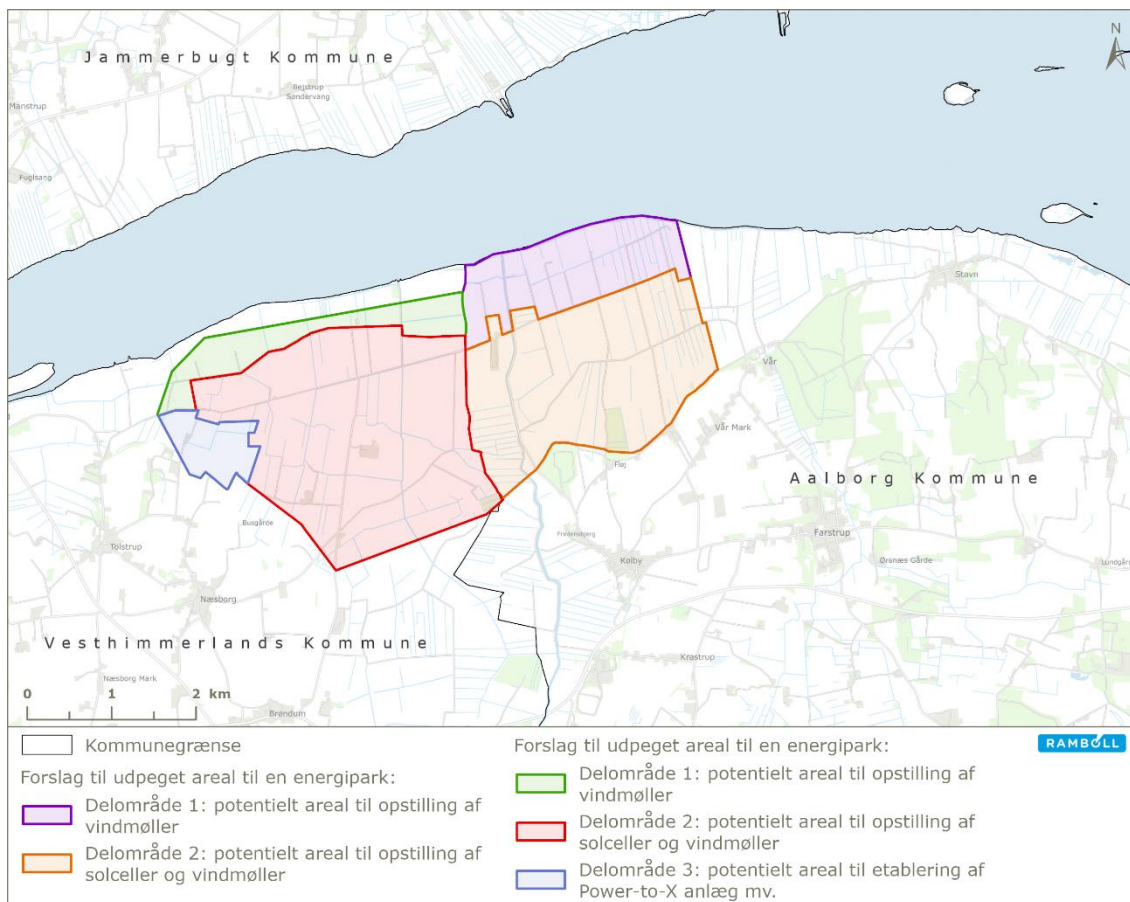 N
Jammerbugt Kommune
Bejstrup
Søndervang
Manstrup
Fuglsang
Stavn
Vår
Vår Mark
Fløj
Aalborg Kommune
Tolstrup
Busgårde
Frederiksbjerg
Kølby
Farstrup
Ørsnæs Gårde
Lundgård
Næsborg
Vesthimmerlands Kommune
Krastrup
Næsborg Mark
Brøndum
0 1 2 km
Kommunegrænse
Forslag til udpeget areal til en energipark:
Delområde 1: potentielt areal til opstilling af
vindmøller
Delområde 2: potentielt areal til opstilling af
solceller og vindmøller
Forslag til udpeget areal til en energipark:
RAMBOLL
Delområde 1: potentielt areal til opstilling af
vindmøller
Delområde 2: potentielt areal til opstilling af
solceller og vindmøller
Delområde 3: potentielt areal til etablering af
Power-to-X anlæg mv.